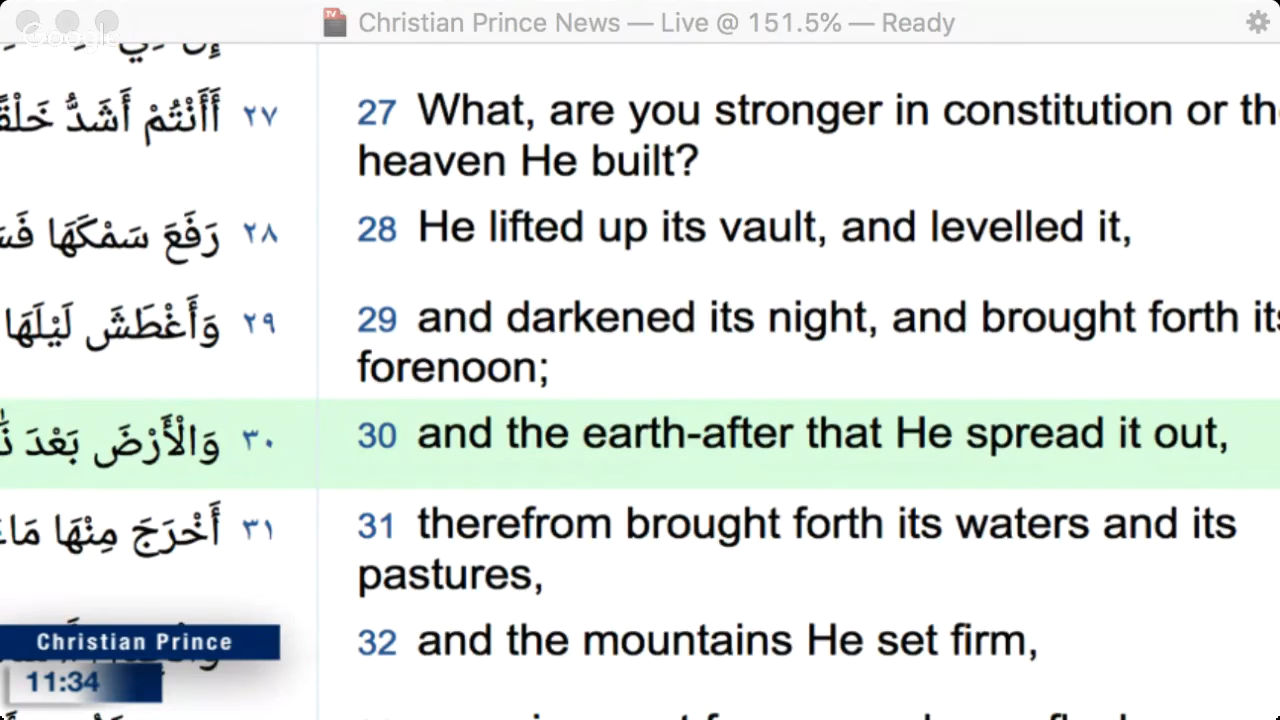 Christian Prince News — Live @ 151.5% — Ready
Google
٢٧ أَأَنْتُمْ أَشَدُّ
27 What, are you stronger in constitution or
heaven He built?
٢٨ رَفَعَ سَمْكَهَا
28 He lifted up its vault, and levelled it,
٢٩ وَأَغْطَشَ لَيْلَهَا
29 and darkened its night, and brought forth
forenoon;
٣٠ وَالْأَرْضَ بَعْدَ
30 and the earth-after that He spread it out,
٣١ أَخْرَجَ مِنْهَا
31 therefrom brought forth its waters and its
pastures,
32 and the mountains He set firm,
Christian Prince
11:34